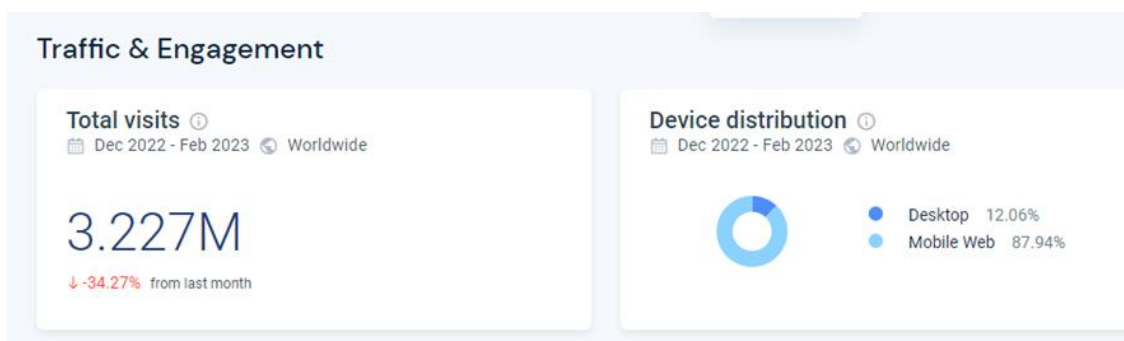 Traffic & Engagement
Total visits
Dec 2022 - Feb 2023 Worldwide
3.227M
↓ -34.27% from last month
Device distribution
Dec 2022 - Feb 2023 Worldwide
Desktop 12.06%
Mobile Web 87.94%